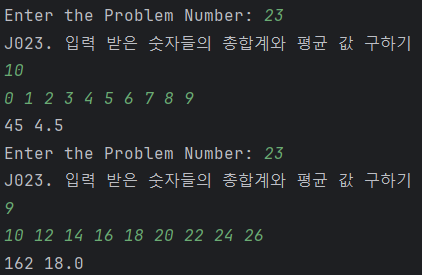 Enter the Problem Number: 23
J023. 입력 받은 숫자들의 총합계와 평균 값 구하기
10
0 1 2 3 4 5 6 7 8 9
45 4.5
Enter the Problem Number: 23
J023. 입력 받은 숫자들의 총합계와 평균 값 구하기
9
10 12 14 16 18 20 22 24 26
162 18.0